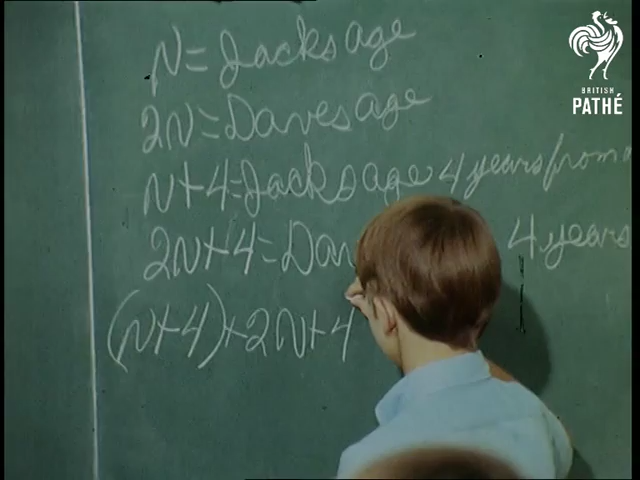 N = Jacks age
2N = Daves age
N+4 = Jacks age 4 years from
2N+4 = Dav 4 years
(N+4)+2N+4
BRITISH
PATHÉ